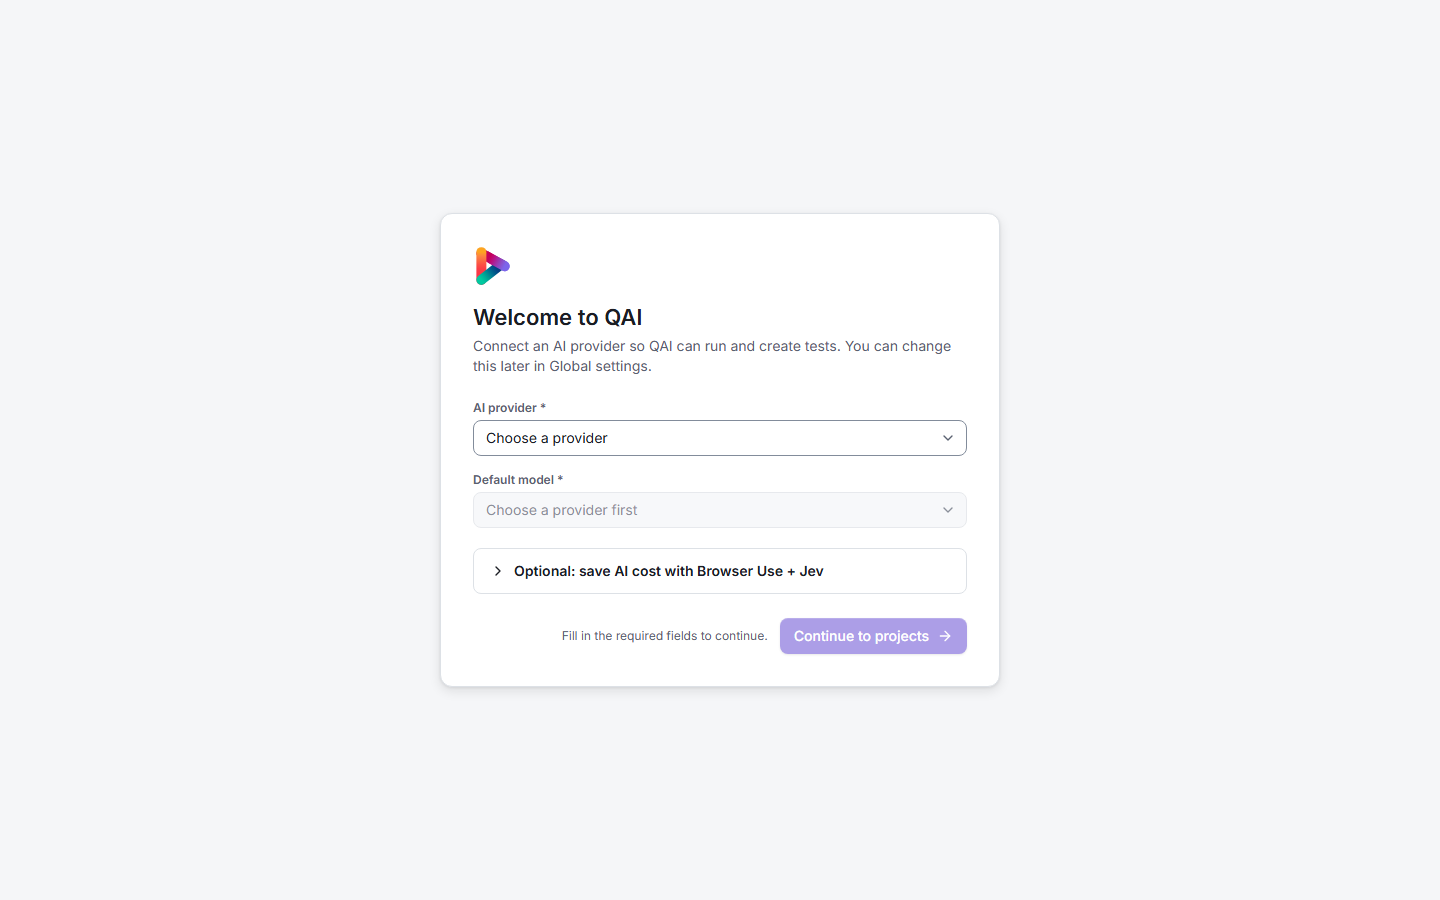 Welcome to QAI
Connect an AI provider so QAI can run and create tests. You can change
this later in Global settings.
AI provider *
Choose a provider
Default model *
Choose a provider first
Optional: save AI cost with Browser Use + Jev
Fill in the required fields to continue.
Continue to projects